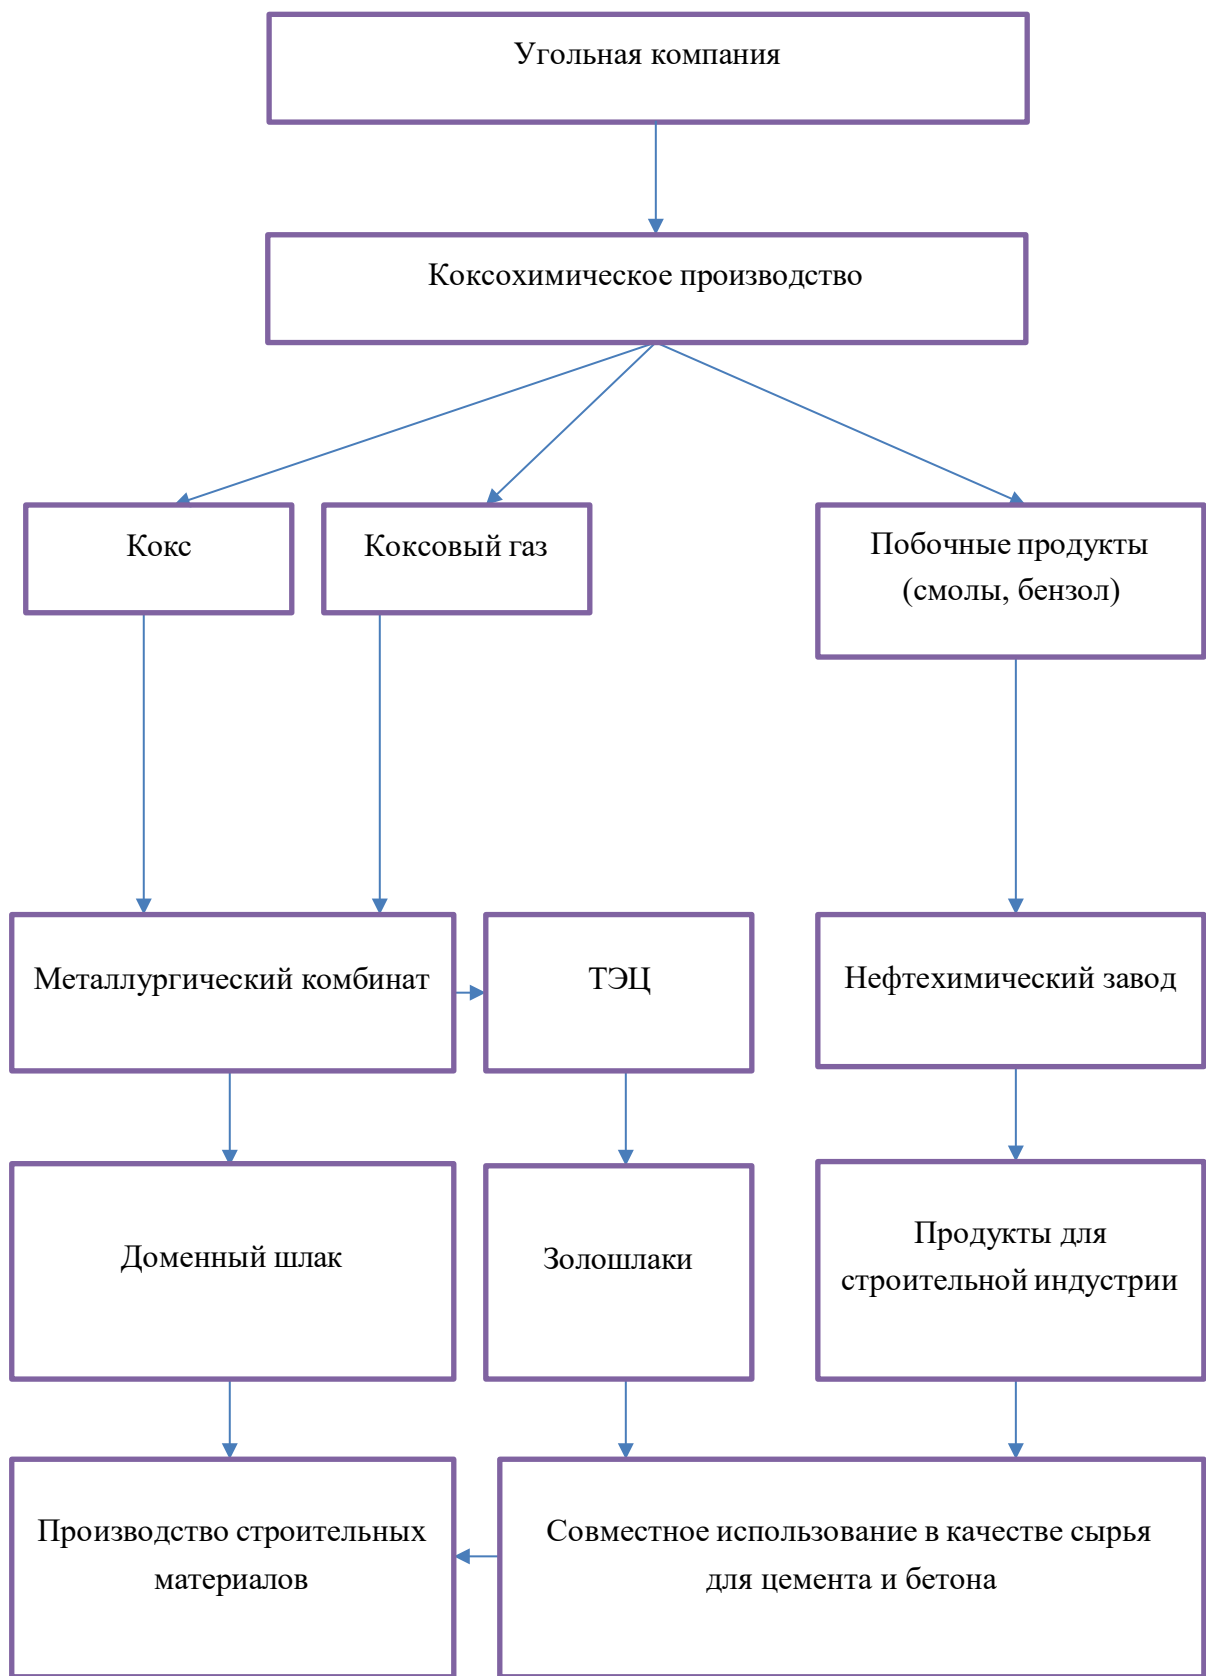 Угольная компания
Коксохимическое производство
Кокс
Коксовый газ
Побочные продукты
(смолы, бензол)
Металлургический комбинат
ТЭЦ
Нефтехимический завод
Доменный шлак
Золошлаки
Продукты для
строительной индустрии
Производство строительных
материалов
Совместное использование в качестве сырья
для цемента и бетона